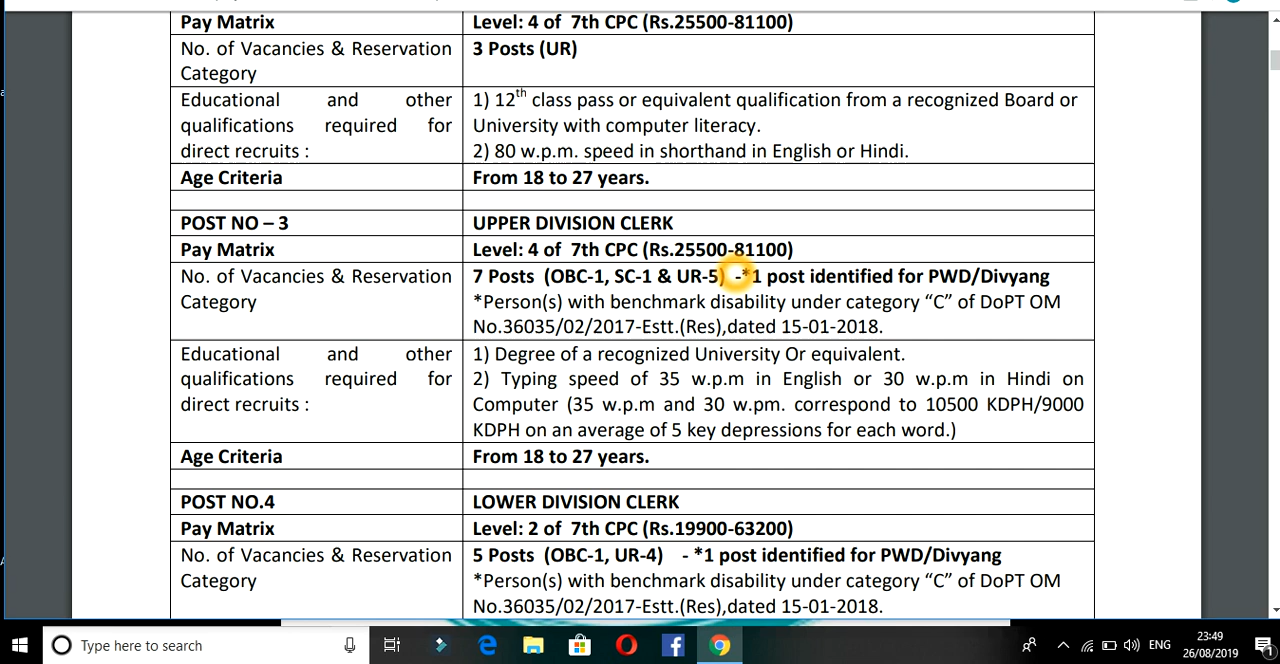 Pay Matrix Level: 4 of 7th CPC (Rs.25500-81100)
No. of Vacancies & Reservation Category 3 Posts (UR)
Educational and other qualifications required for direct recruits :
1) 12th class pass or equivalent qualification from a recognized Board or
University with computer literacy.
2) 80 w.p.m. speed in shorthand in English or Hindi.
Age Criteria From 18 to 27 years.
POST NO – 3 UPPER DIVISION CLERK
Pay Matrix Level: 4 of 7th CPC (Rs.25500-81100)
No. of Vacancies & Reservation
Category
7 Posts (OBC-1, SC-1 & UR-5) -*1 post identified for PWD/Divyang
*Person(s) with benchmark disability under category “C” of DoPT OM
No.36035/02/2017-Estt.(Res),dated 15-01-2018.
Educational and other
qualifications required for
direct recruits :
1) Degree of a recognized University Or equivalent.
2) Typing speed of 35 w.p.m in English or 30 w.p.m in Hindi on
Computer (35 w.p.m and 30 w.pm. correspond to 10500 KDPH/9000
KDPH on an average of 5 key depressions for each word.)
Age Criteria From 18 to 27 years.
POST NO.4 LOWER DIVISION CLERK
Pay Matrix Level: 2 of 7th CPC (Rs.19900-63200)
No. of Vacancies & Reservation
Category
5 Posts (OBC-1, UR-4) - *1 post identified for PWD/Divyang
*Person(s) with benchmark disability under category “C” of DoPT OM
No.36035/02/2017-Estt.(Res),dated 15-01-2018.
Type here to search
ENG
23:49
26/08/2019
1